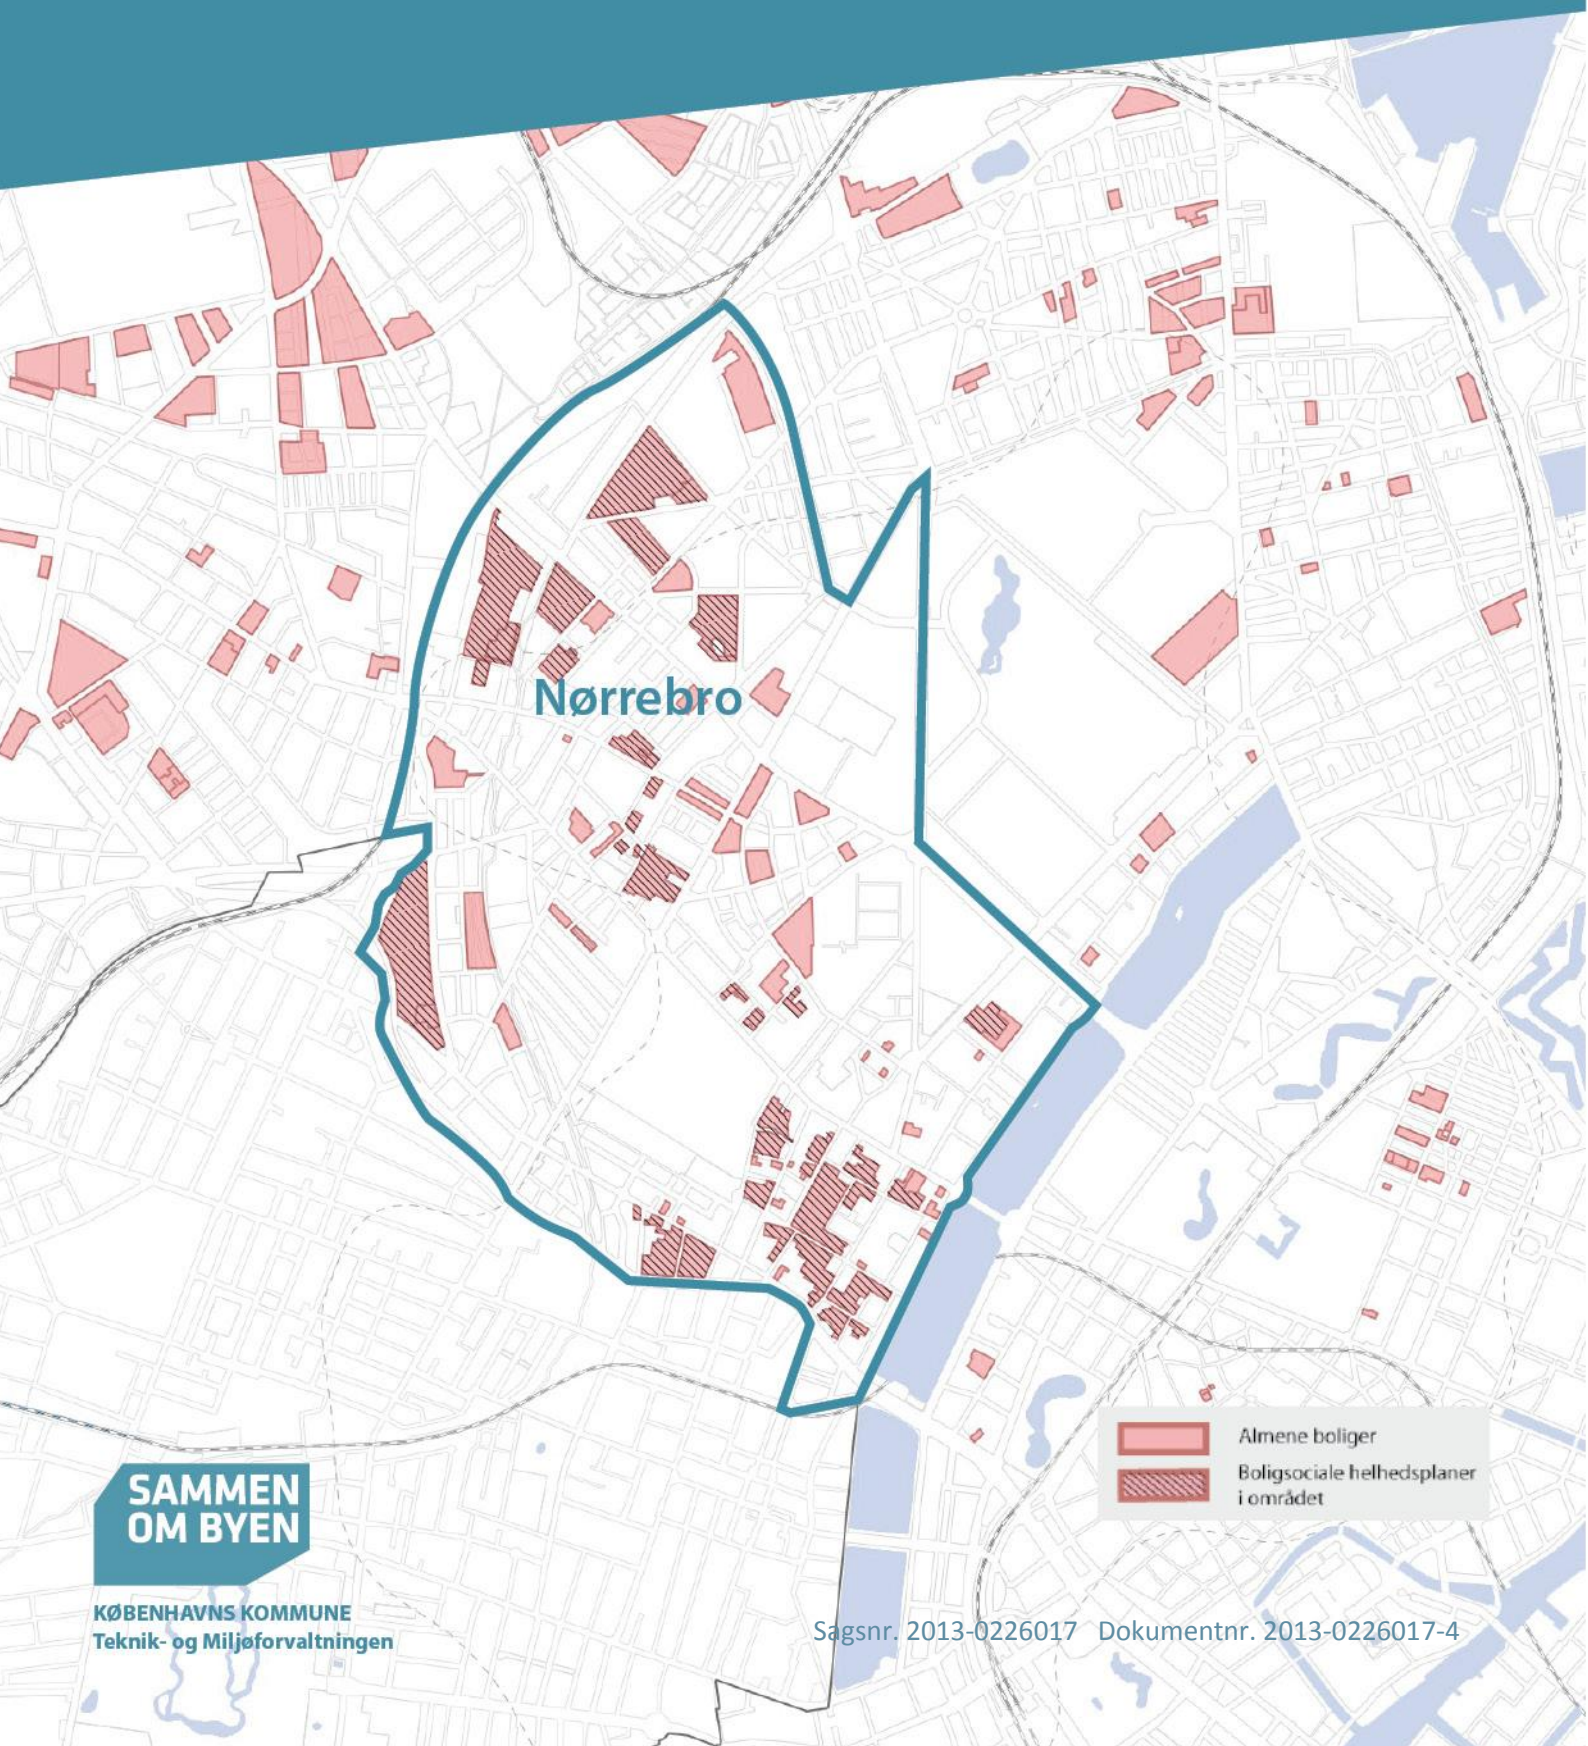 Nørrebro
Almene boliger
Boligsociale helhedsplaner
i området
SAMMEN
OM BYEN
KØBENHAVNS KOMMUNE
Teknik- og Miljøforvaltningen
Sagsnr. 2013-0226017 Dokumentnr. 2013-0226017-4